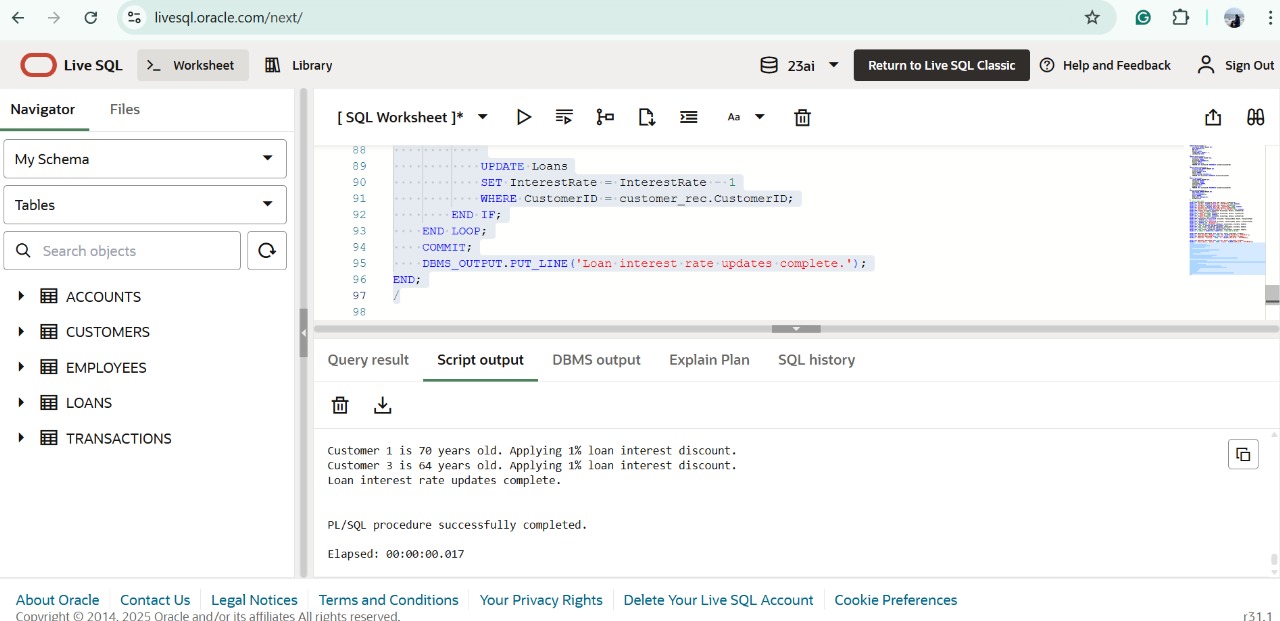 livesql.oracle.com/next/
Live SQL
>_ Worksheet
Library
23ai
Return to Live SQL Classic
Help and Feedback
Sign Out
Navigator
Files
My Schema
Tables
Search objects
ACCOUNTS
CUSTOMERS
EMPLOYEES
LOANS
TRANSACTIONS
[ SQL Worksheet ]*
Aa
88
89 UPDATE Loans
90 SET InterestRate = InterestRate - 1
91 WHERE CustomerID = customer_rec.CustomerID;
92 END IF;
93 END LOOP;
94 COMMIT;
95 DBMS_OUTPUT.PUT_LINE('Loan interest rate updates complete.');
96 END;
97 /
98
Query result
Script output
DBMS output
Explain Plan
SQL history
Customer 1 is 70 years old. Applying 1% loan interest discount.
Customer 3 is 64 years old. Applying 1% loan interest discount.
Loan interest rate updates complete.
PL/SQL procedure successfully completed.
Elapsed: 00:00:00.017
About Oracle
Contact Us
Legal Notices
Terms and Conditions
Your Privacy Rights
Delete Your Live SQL Account
Cookie Preferences
Copyright © 2014, 2025 Oracle and/or its affiliates All rights reserved.
r31.1